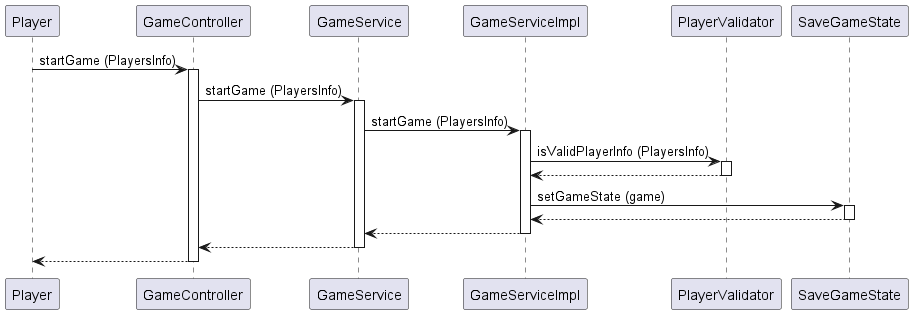 Player
GameController
GameService
GameServiceImpl
PlayerValidator
SaveGameState
startGame (PlayersInfo)
startGame (PlayersInfo)
startGame (PlayersInfo)
isValidPlayerInfo (PlayersInfo)
setGameState (game)
Player
GameController
GameService
GameServiceImpl
PlayerValidator
SaveGameState